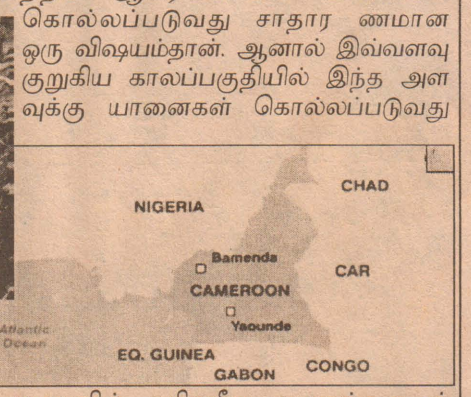 கொல்லப்படுவது சாதார ணமான
ஒரு விஷயம்தான். ஆனால் இவ்வளவு
குறுகிய காலப்பகுதியில் இந்த அள
வுக்கு யானைகள் கொல்லப்படுவது
CHAD
NIGERIA
Bamenda
CAR
CAMEROON
Yaounde
Atlantic
Ocean
EQ. GUINEA
CONGO
GABON